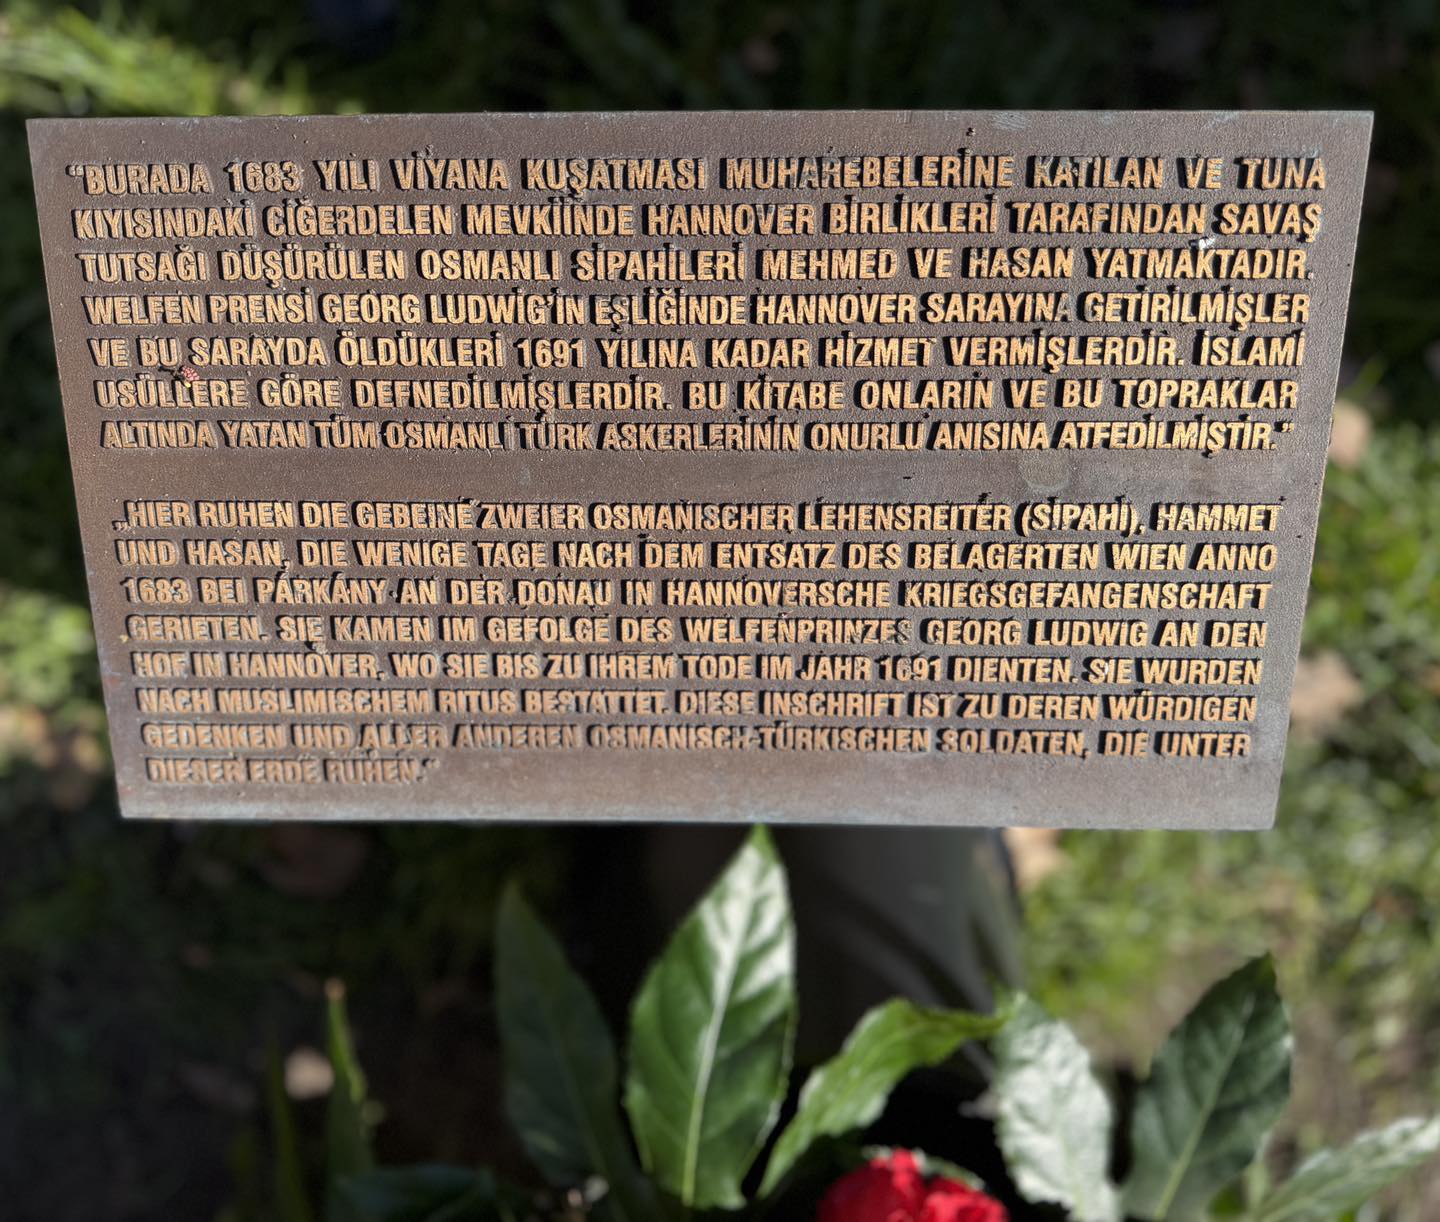 "BURADA 1683 YILI VİYANA KUŞATMASI MUHAREBELERİNE KATILAN VE TUNA
KIYISINDAKİ CİĞERDELEN MEVKİİNDE HANNOVER BİRLİKLERİ TARAFINDAN SAVAŞ
TUTSAĞI DÜŞÜRÜLEN OSMANLI SİPAHİLERİ MEHMED VE HASAN YATMAKTADIR.
WELFEN PRENSİ GEORG LUDWİG'İN EŞLİĞİNDE HANNOVER SARAYINA GETİRİLMİŞLER
VE BU SARAYDA ÖLDÜKLERİ 1691 YILINA KADAR HİZMET VERMİŞLERDİR. İSLAMİ
USÜLLERE GÖRE DEFNEDİLMİŞLERDİR. BU KİTABE ONLARIN VE BU TOPRAKLAR
ALTINDA YATAN TÜM OSMANLI TÜRK ASKERLERİNİN ONURLU ANISINA ATFEDİLMİŞTİR."
„HIER RUHEN DIE GEBEINE ZWEIER OSMANISCHER LEHENSREITER (SİPAHİ), HAMMET
UND HASAN, DIE WENIGE TAGE NACH DEM ENTSATZ DES BELAGERTEN WIEN ANNO
1683 BEI PÁRKÁNY AN DER DONAU IN HANNOVERSCHE KRIEGSGEFANGENSCHAFT
GERIETEN. SIE KAMEN IM GEFOLGE DES WELFENPRINZES GEORG LUDWIG AN DEN
HOF IN HANNOVER, WO SIE BIS ZU IHREM TODE IM JAHR 1691 DIENTEN. SIE WURDEN
NACH MUSLIMISCHEM RITUS BESTATTET. DIESE INSCHRIFT IST ZU DEREN WÜRDIGEN
GEDENKEN UND ALLER ANDEREN OSMANISCH-TÜRKISCHEN SOLDATEN, DIE UNTER
DIESER ERDE RUHEN."